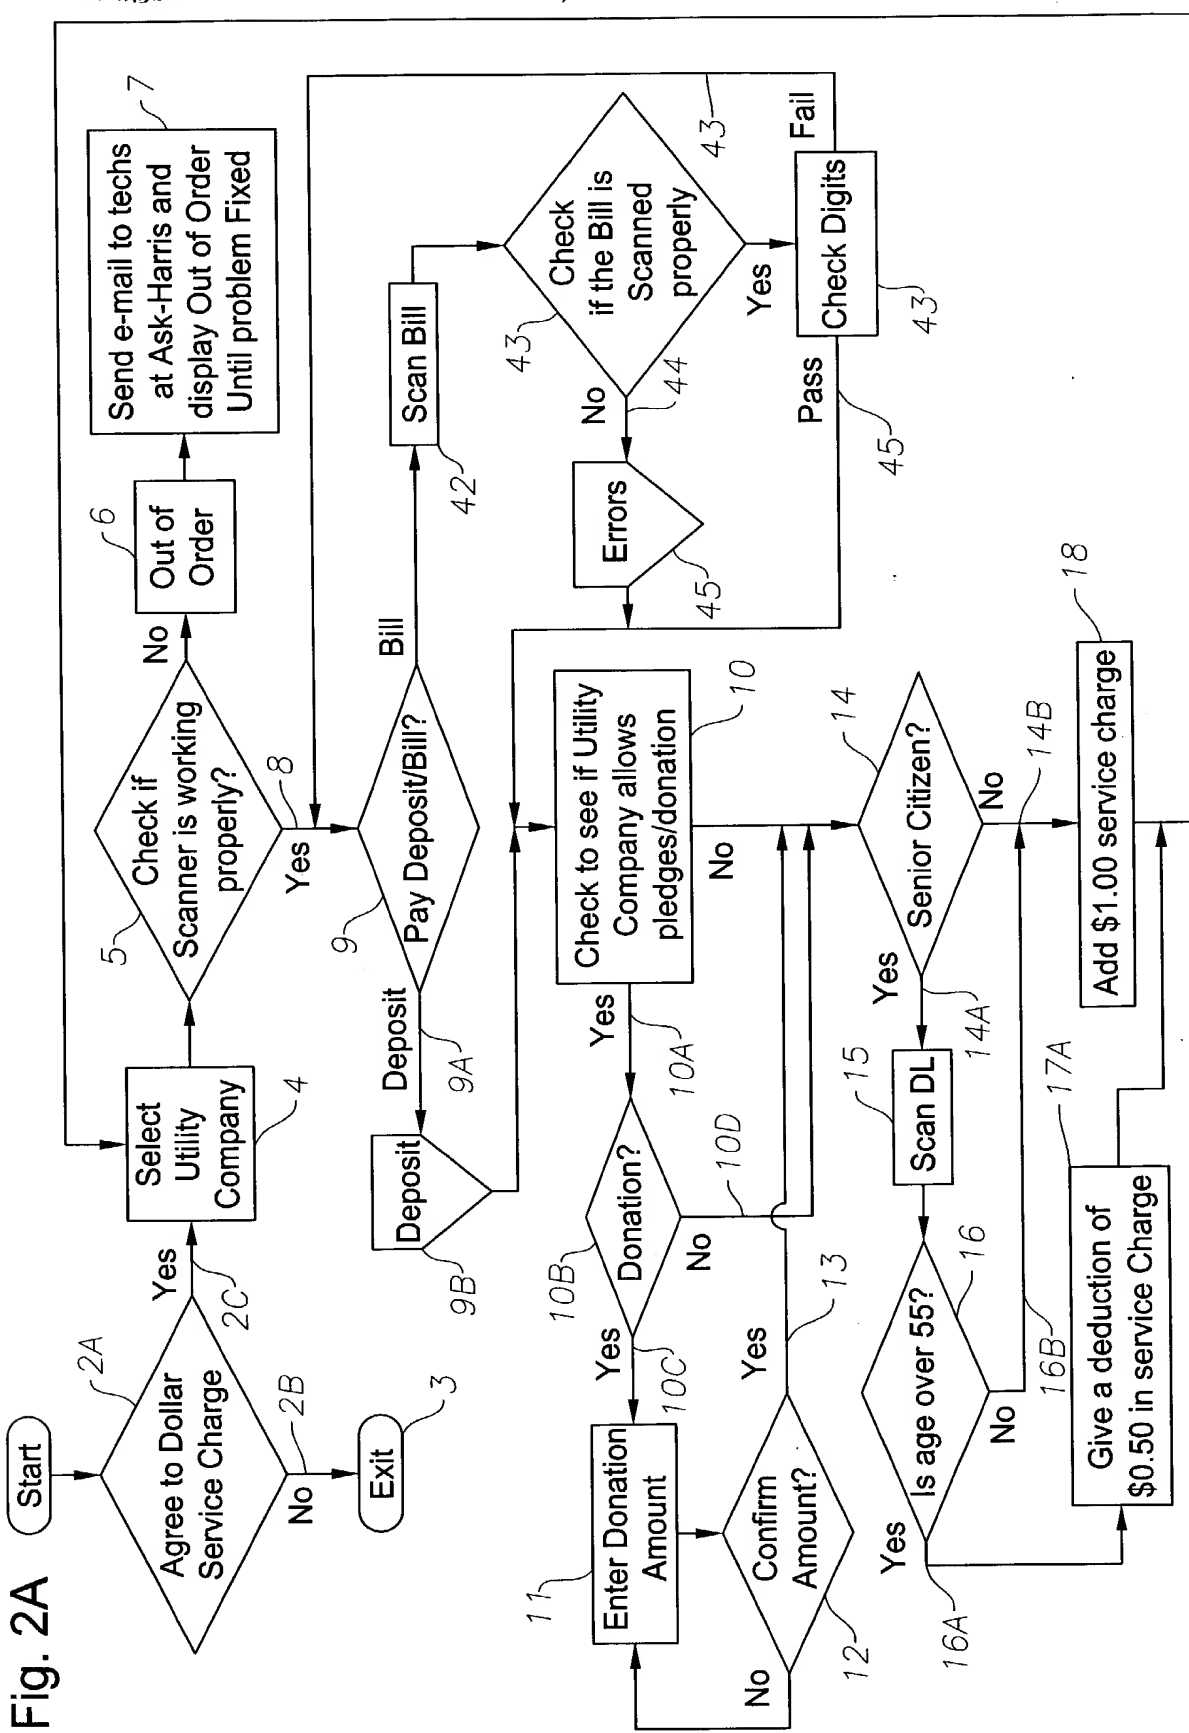 Fig. 2A
Start
Agree to Dollar
Service Charge
2A
Yes
2C
No
2B
Exit
3
Select
Utility
Company
4
Check if
Scanner is working
properly?
5
No
Out of
Order
6
Send e-mail to techs
at Ask-Harris and
display Out of Order
Until problem Fixed
7
Yes
8
Pay Deposit/Bill?
9
Deposit
9A
Deposit
9B
Bill
Scan Bill
42
Check
if the Bill is
Scanned
properly
43
No
44
Errors
45
Yes
Check Digits
43
Fail
43
Pass
45
Check to see if Utility
Company allows
pledges/donation
10
Yes
10A
No
Donation?
10B
Yes
10C
No
10D
Enter Donation
Amount
11
Confirm
Amount?
12
No
Yes
13
Senior Citizen?
14
Yes
14A
No
14B
Scan DL
15
Is age over 55?
16
Yes
16A
No
16B
Give a deduction of
$0.50 in service Charge
17A
Add $1.00 service charge
18